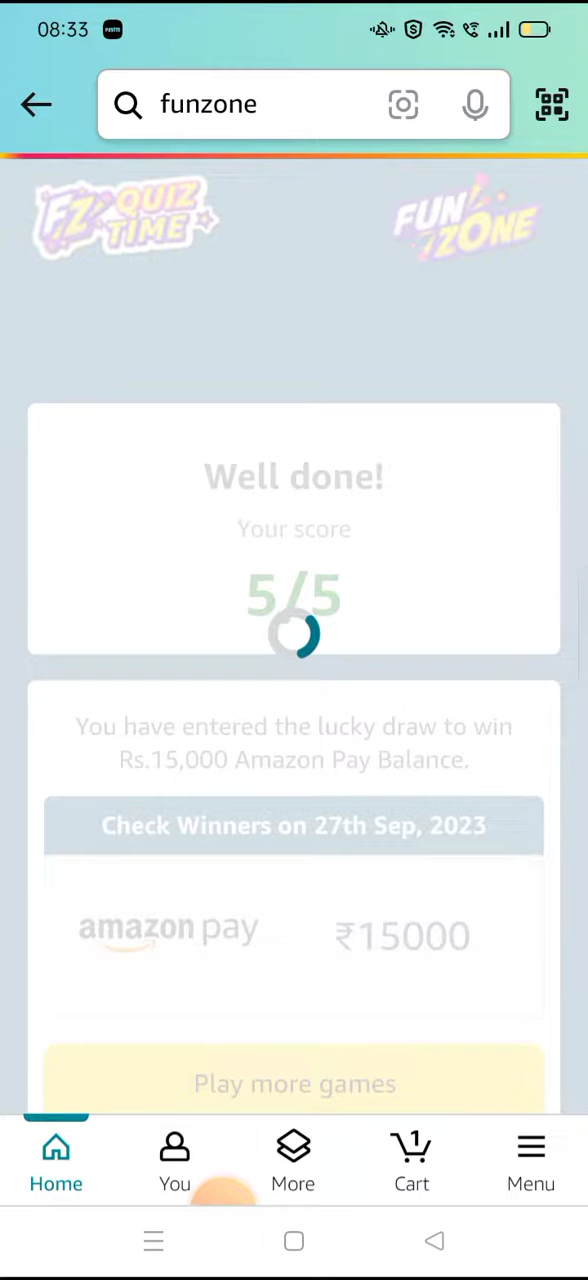 08:33 Paytm
funzone
FZ QUIZ TIME
FUN ZONE
Well done!
Your score
5/5
You have entered the lucky draw to win
Rs.15,000 Amazon Pay Balance.
Check Winners on 27th Sep, 2023
amazon pay ₹15000
Play more games
1
Home You More Cart Menu